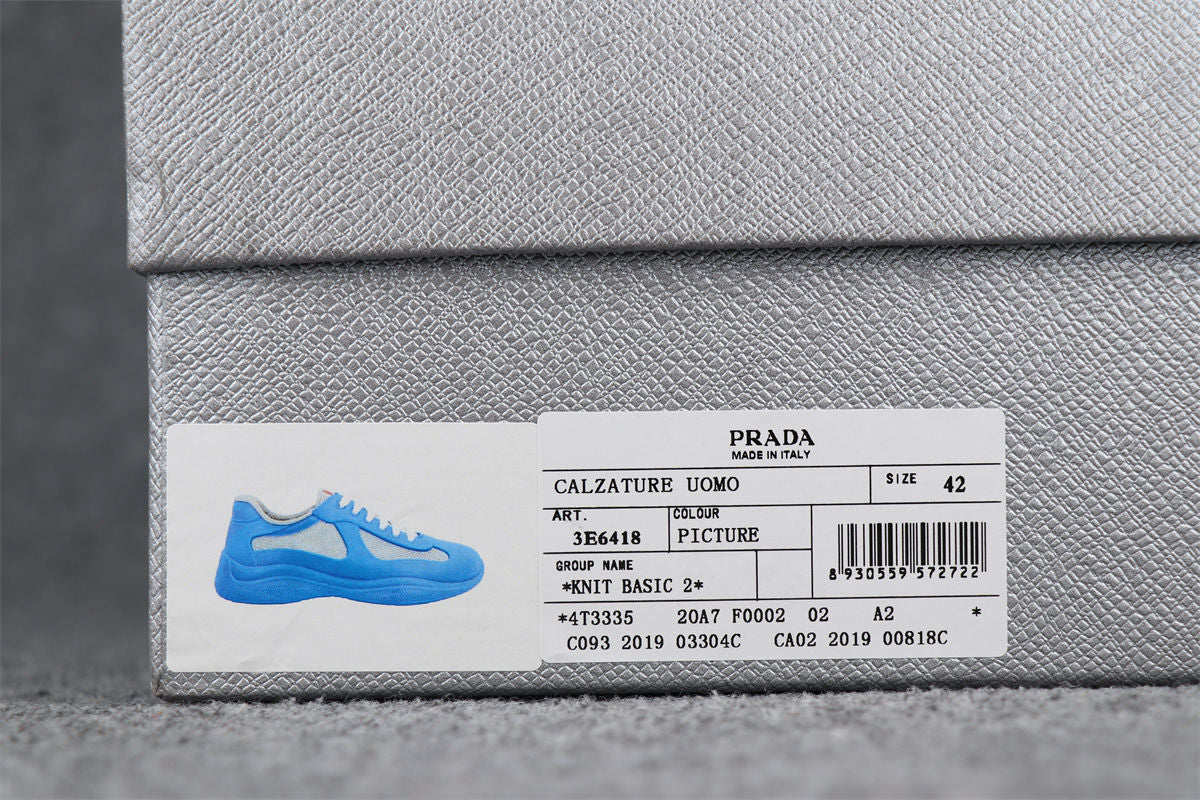 PRADA
MADE IN ITALY
CALZATURE UOMO
SIZE 42
ART.
3E6418
COLOUR
PICTURE
GROUP NAME
*KNIT BASIC 2*
8 930559 572722
*4T3335 20A7 F0002 02 A2 *
C093 2019 03304C CA02 2019 00818C